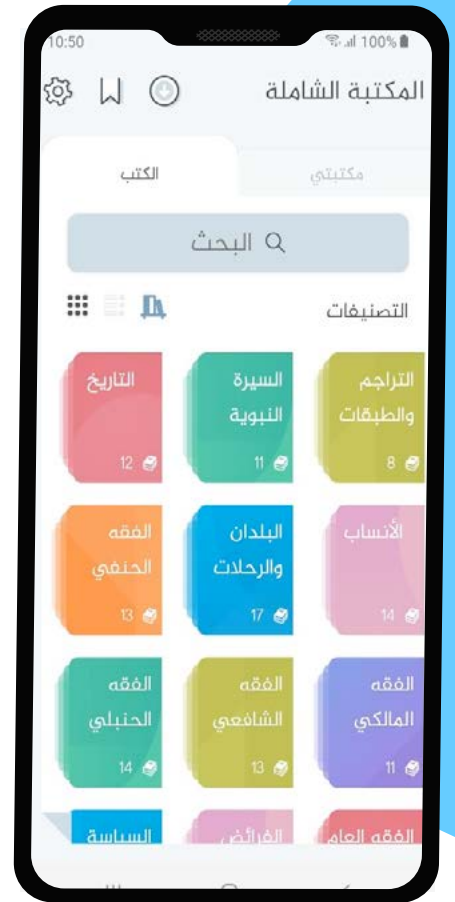 10:50
100%
المكتبة الشاملة
مكتبتي
الكتب
البحث
التصنيفات
التراجم
والطبقات
8
السيرة
النبوية
11
التاريخ
12
الأنساب
14
البلدان
والرحلات
17
الفقه
الحنفي
13
الفقه
المالكي
11
الفقه
الشافعي
13
الفقه
الحنبلي
14
الفقه العام
الفرائض
السياسة